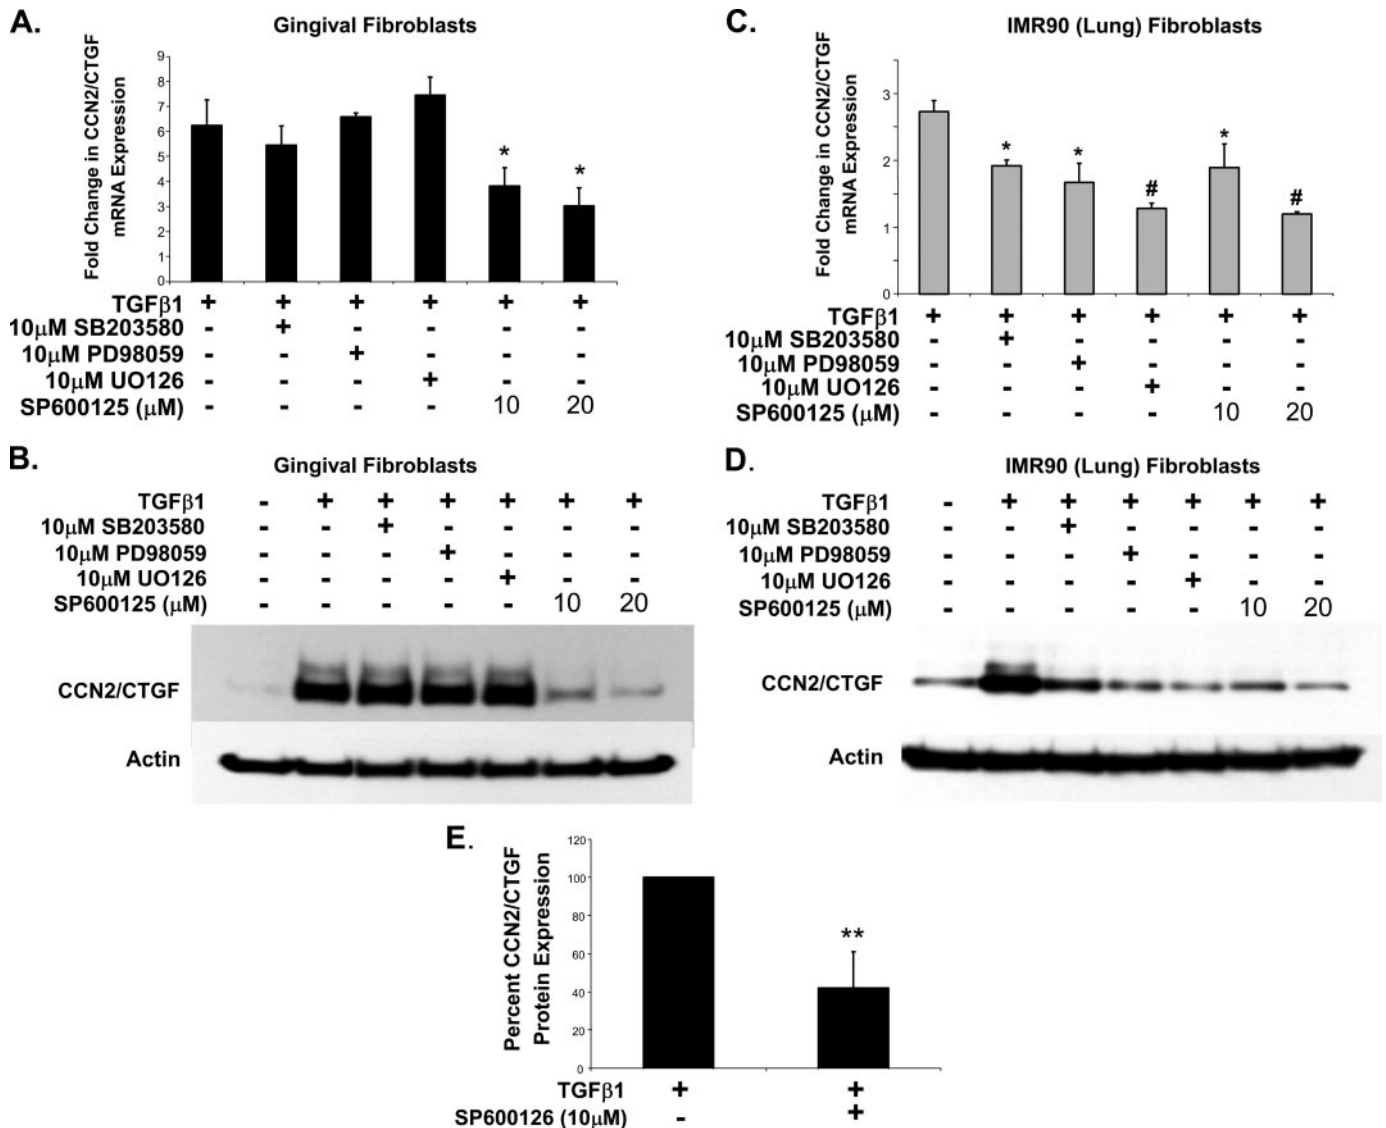 A.
Gingival Fibroblasts
Fold Change in CCN2/CTGF
mRNA Expression
9
8
7
6
5
4
3
2
1
0
* *
TGFβ1 + + + + + +
10μM SB203580 - + - - - -
10μM PD98059 - - + - - -
10μM UO126 - - - + - -
SP600125 (μM) - - - - 10 20
C.
IMR90 (Lung) Fibroblasts
Fold Change in CCN2/CTGF
mRNA Expression
3
2
1
0
* * # * #
TGFβ1 + + + + + +
10μM SB203580 - + - - - -
10μM PD98059 - - + - - -
10μM UO126 - - - + - -
SP600125 (μM) - - - - 10 20
B.
Gingival Fibroblasts
TGFβ1 - + + + + + +
10μM SB203580 - - + - - - -
10μM PD98059 - - - + - - -
10μM UO126 - - - - + - -
SP600125 (μM) - - - - - 10 20
CCN2/CTGF
Actin
D.
IMR90 (Lung) Fibroblasts
TGFβ1 - + + + + + +
10μM SB203580 - - + - - - -
10μM PD98059 - - - + - - -
10μM UO126 - - - - + - -
SP600125 (μM) - - - - - 10 20
CCN2/CTGF
Actin
E.
Percent CCN2/CTGF
Protein Expression
120
100
80
60
40
20
0
**
TGFβ1 + +
SP600126 (10μM) - +